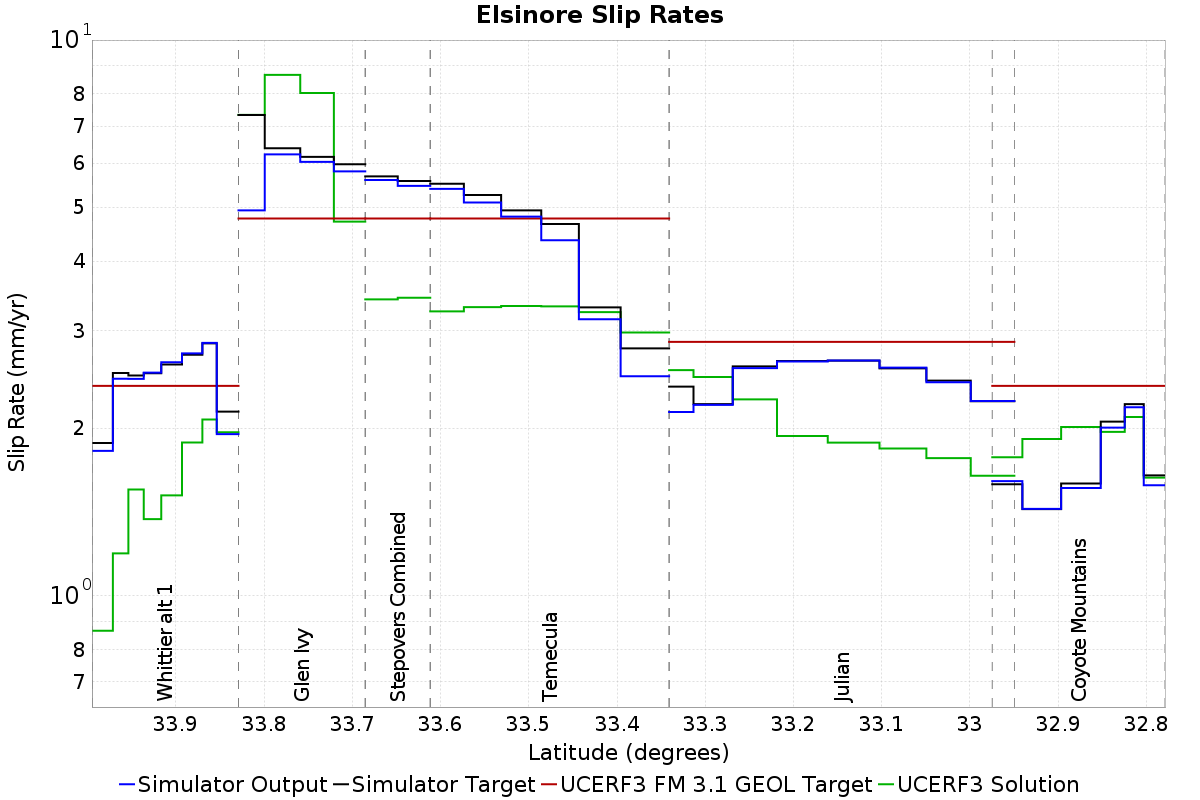 Elsinore Slip Rates
Slip Rate (mm/yr)
10^1
8
7
6
5
4
3
2
10^0
8
7
Whittier alt 1
Glen Ivy
Stepovers Combined
Temecula
Julian
Coyote Mountains
33.9 33.8 33.7 33.6 33.5 33.4 33.3 33.2 33.1 33 32.9 32.8
Latitude (degrees)
Simulator Output Simulator Target UCERF3 FM 3.1 GEOL Target UCERF3 Solution